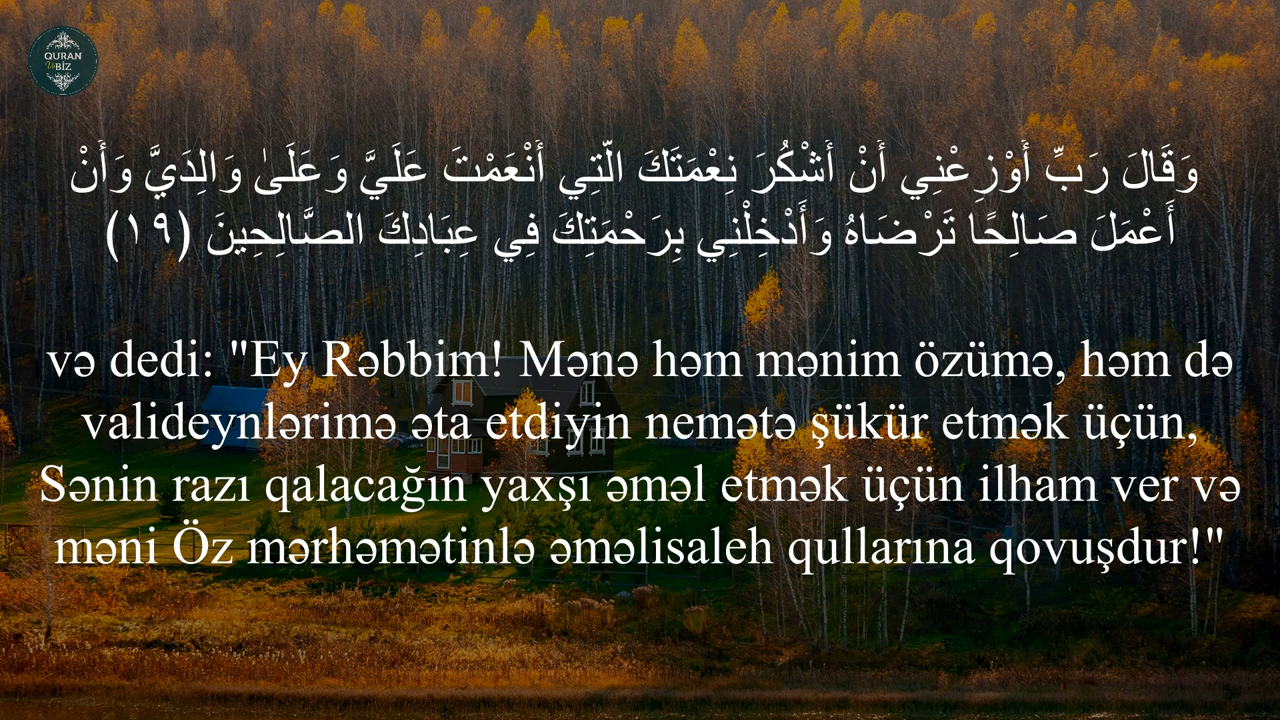 QURAN
Və BİZ
وَقَالَ رَبِّ أَوْزِعْنِي أَنْ أَشْكُرَ نِعْمَتَكَ الَّتِي أَنْعَمْتَ عَلَيَّ وَعَلَىٰ وَالِدَيَّ وَأَنْ
أَعْمَلَ صَالِحًا تَرْضَاهُ وَأَدْخِلْنِي بِرَحْمَتِكَ فِي عِبَادِكَ الصَّالِحِينَ (١٩)
və dedi: "Ey Rəbbim! Mənə həm mənim özümə, həm də
valideynlərimə əta etdiyin nemətə şükür etmək üçün,
Sənin razı qalacağın yaxşı əməl etmək üçün ilham ver və
məni Öz mərhəmətinlə əməlisaleh qullarına qovuşdur!"